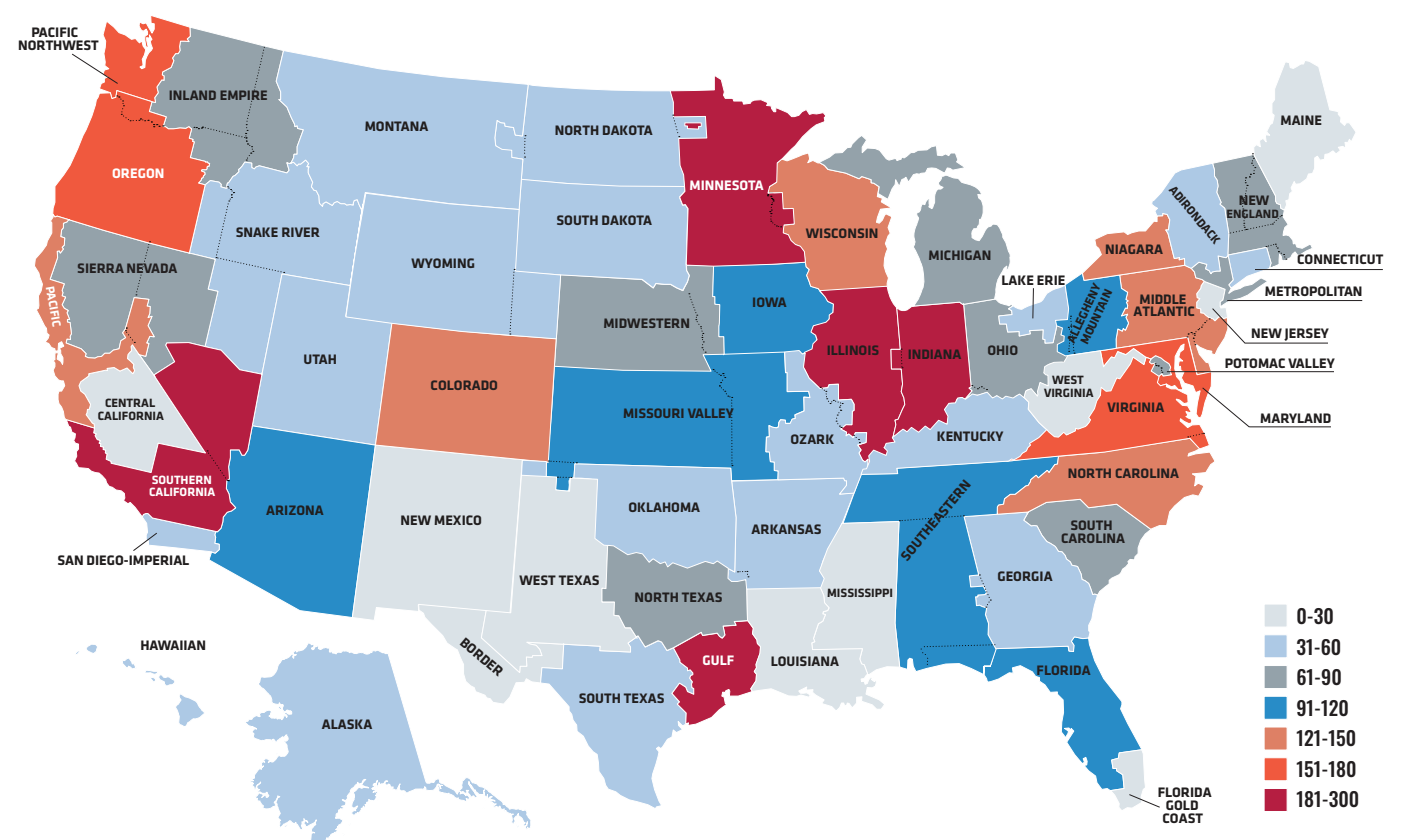 PACIFIC
NORTHWEST
INLAND EMPIRE
MONTANA
NORTH DAKOTA
MINNESOTA
MAINE
OREGON
SNAKE RIVER
SOUTH DAKOTA
WISCONSIN
MICHIGAN
NIAGARA
ADIRONDACK
NEW
ENGLAND
SIERRA NEVADA
WYOMING
LAKE ERIE
CONNECTICUT
METROPOLITAN
PACIFIC
IOWA
MIDWESTERN
ALLEGHENY
MOUNTAIN
MIDDLE
ATLANTIC
NEW JERSEY
UTAH
COLORADO
ILLINOIS
INDIANA
OHIO
POTOMAC VALLEY
WEST
VIRGINIA
CENTRAL
CALIFORNIA
MISSOURI VALLEY
OZARK
KENTUCKY
VIRGINIA
MARYLAND
SOUTHERN
CALIFORNIA
ARIZONA
NEW MEXICO
OKLAHOMA
ARKANSAS
SOUTHEASTERN
NORTH CAROLINA
SOUTH
CAROLINA
SAN DIEGO-IMPERIAL
WEST TEXAS
NORTH TEXAS
MISSISSIPPI
GEORGIA
HAWAIIAN
BORDER
GULF
LOUISIANA
FLORIDA
SOUTH TEXAS
ALASKA
FLORIDA
GOLD
COAST
0-30
31-60
61-90
91-120
121-150
151-180
181-300